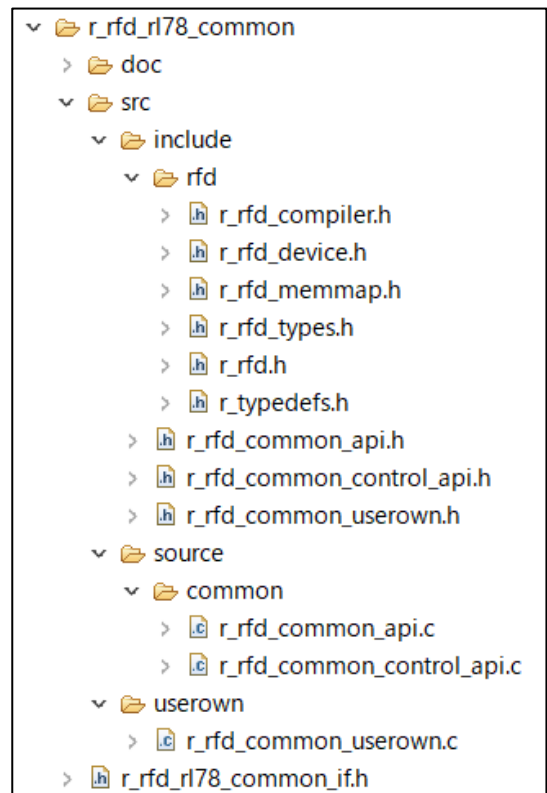 r_rfd_rl78_common
doc
src
include
rfd
r_rfd_compiler.h
r_rfd_device.h
r_rfd_memmap.h
r_rfd_types.h
r_rfd.h
r_typedefs.h
r_rfd_common_api.h
r_rfd_common_control_api.h
r_rfd_common_userown.h
source
common
r_rfd_common_api.c
r_rfd_common_control_api.c
userown
r_rfd_common_userown.c
r_rfd_rl78_common_if.h